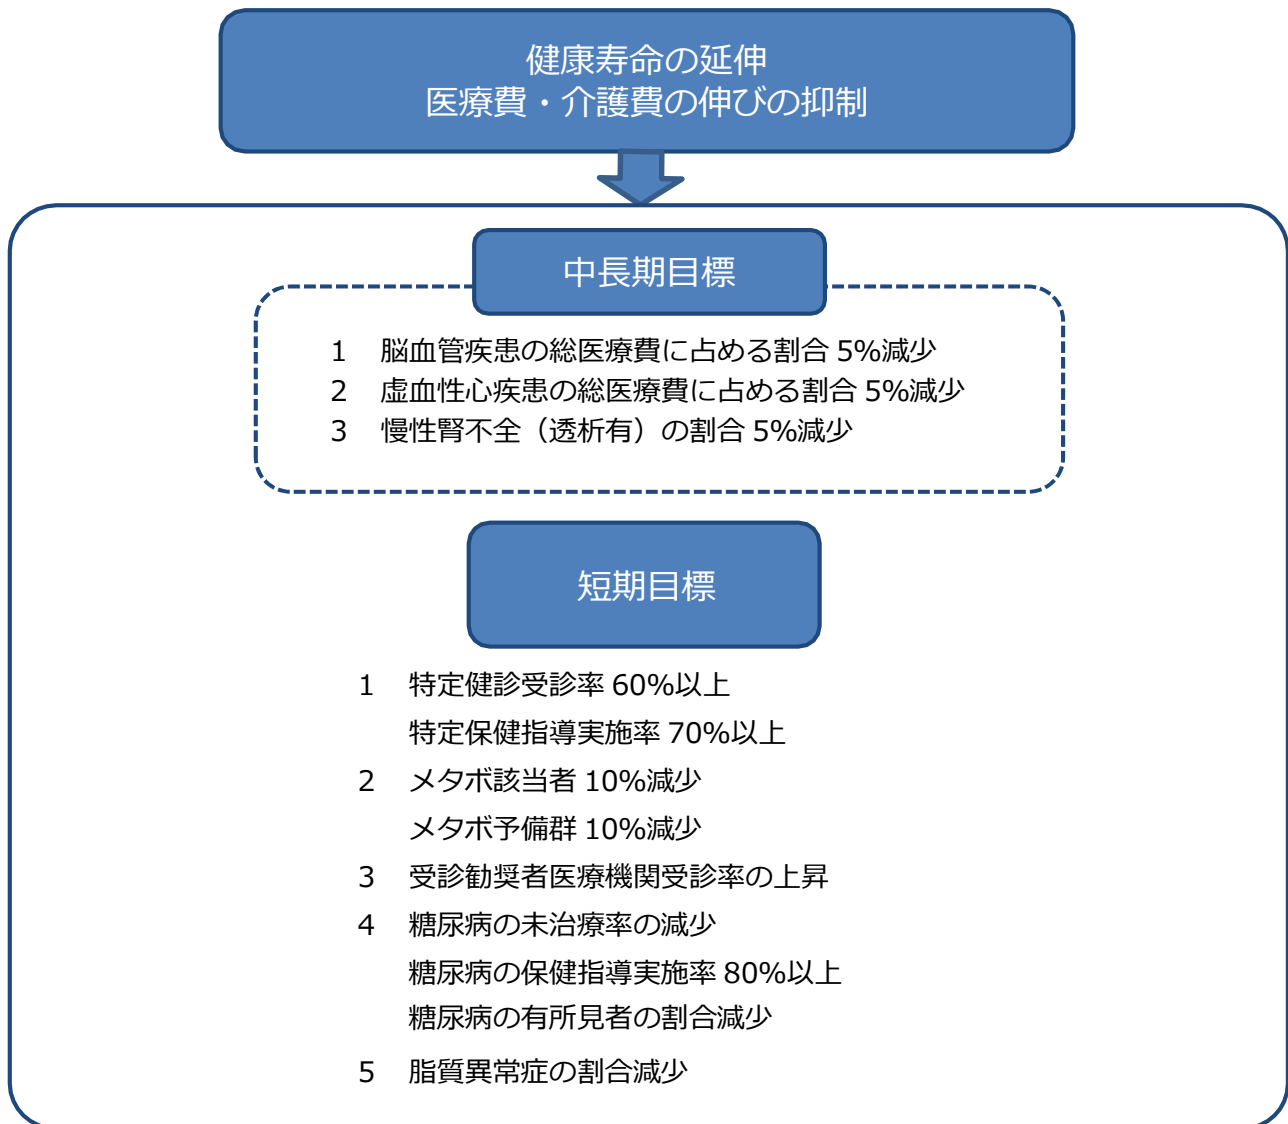 健康寿命の延伸
医療費・介護費の伸びの抑制
中長期目標
1 脳血管疾患の総医療費に占める割合 5%減少
2 虚血性心疾患の総医療費に占める割合 5%減少
3 慢性腎不全（透析有）の割合 5%減少
短期目標
1 特定健診受診率 60%以上
特定保健指導実施率 70%以上
2 メタボ該当者 10%減少
メタボ予備群 10%減少
3 受診勧奨者医療機関受診率の上昇
4 糖尿病の未治療率の減少
糖尿病の保健指導実施率 80%以上
糖尿病の有所見者の割合減少
5 脂質異常症の割合減少